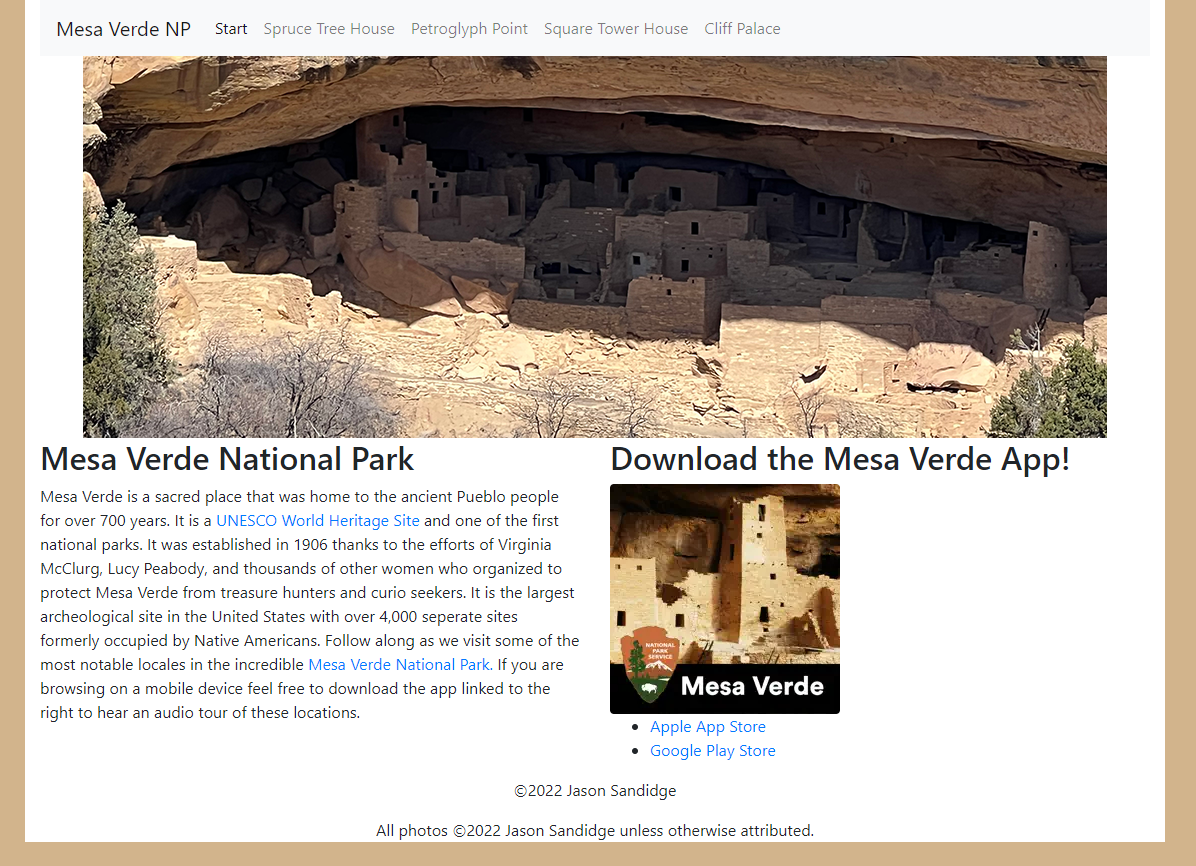 Mesa Verde NP Start Spruce Tree House Petroglyph Point Square Tower House Cliff Palace
Mesa Verde National Park
Mesa Verde is a sacred place that was home to the ancient Pueblo people
for over 700 years. It is a UNESCO World Heritage Site and one of the first
national parks. It was established in 1906 thanks to the efforts of Virginia
McClurg, Lucy Peabody, and thousands of other women who organized to
protect Mesa Verde from treasure hunters and curio seekers. It is the largest
archeological site in the United States with over 4,000 seperate sites
formerly occupied by Native Americans. Follow along as we visit some of the
most notable locales in the incredible Mesa Verde National Park. If you are
browsing on a mobile device feel free to download the app linked to the
right to hear an audio tour of these locations.
Download the Mesa Verde App!
NATIONAL
PARK
SERVICE
Mesa Verde
Apple App Store
Google Play Store
©2022 Jason Sandidge
All photos ©2022 Jason Sandidge unless otherwise attributed.